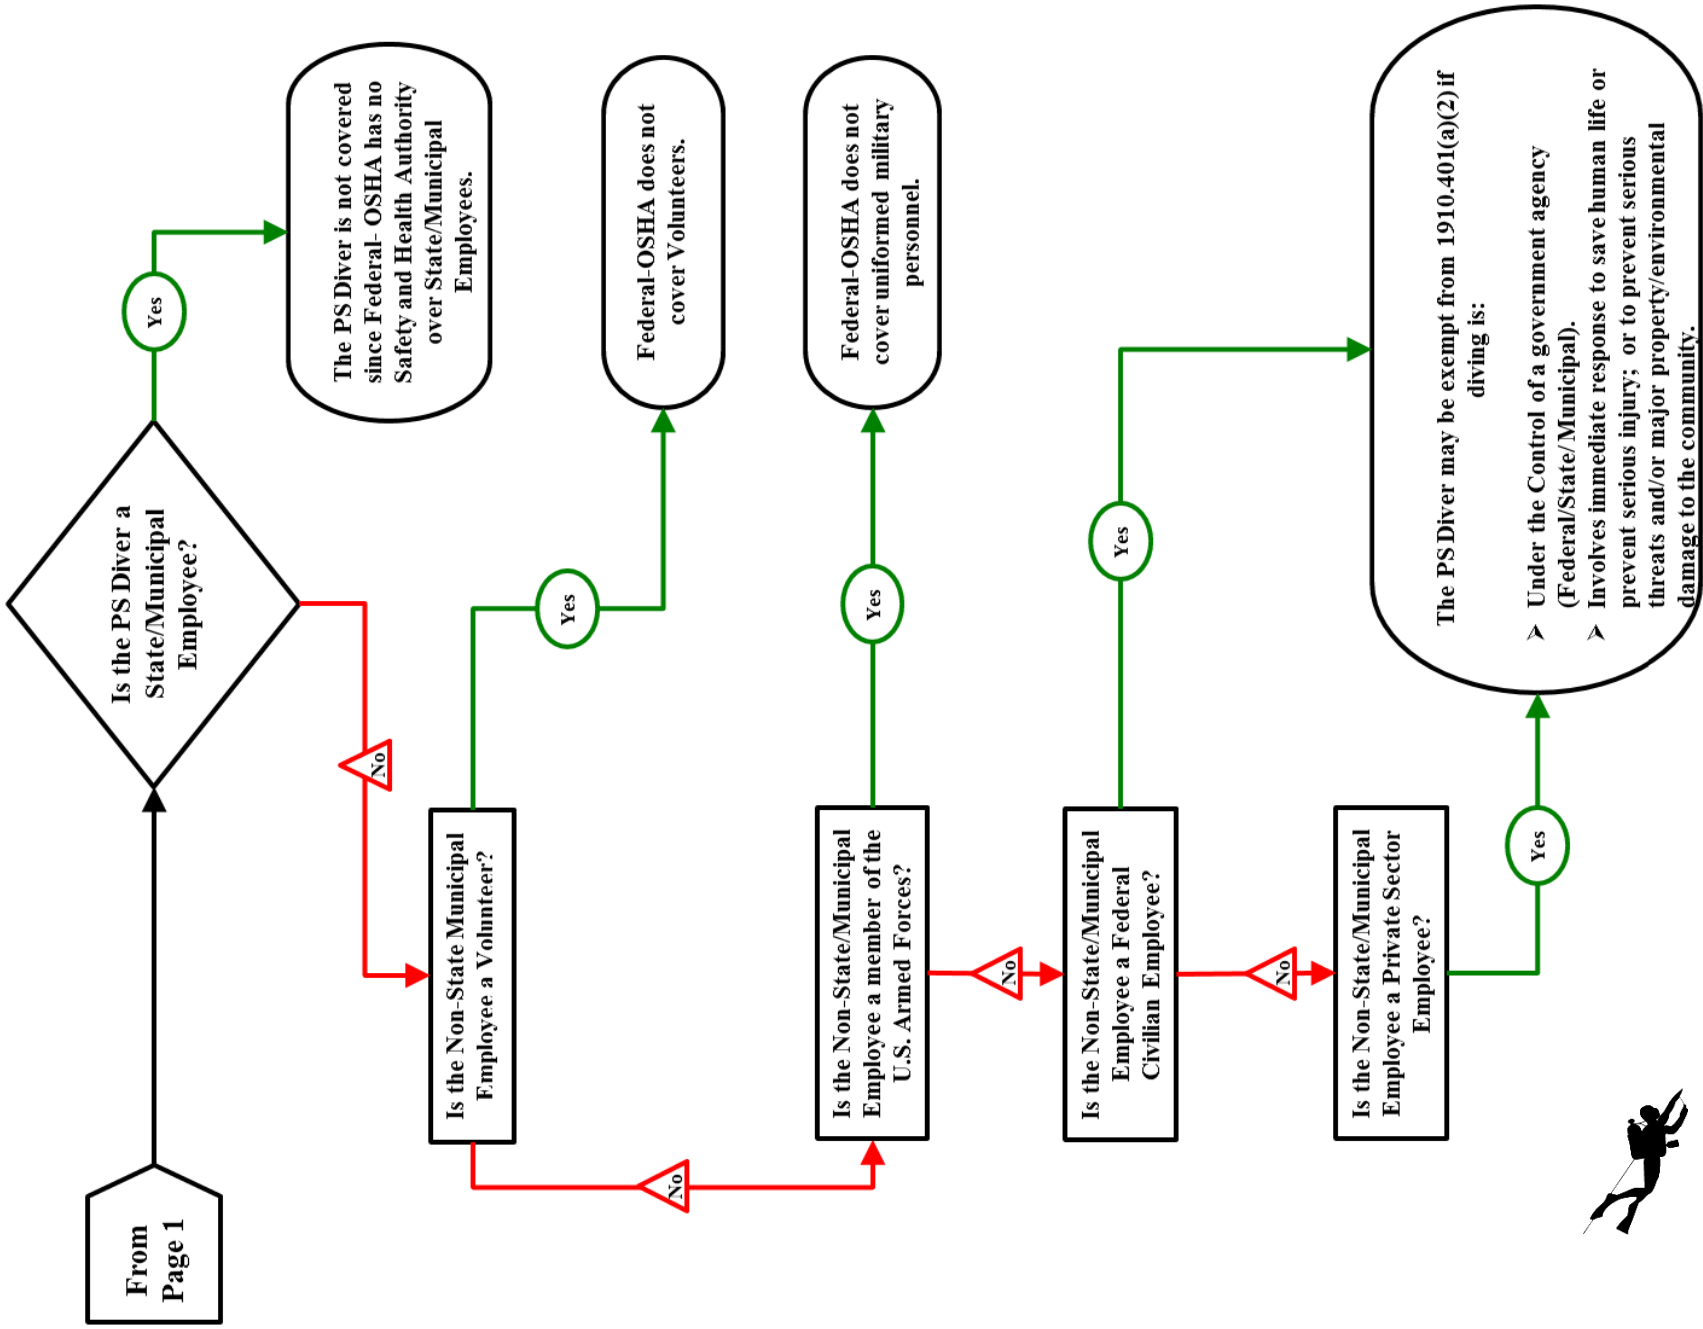 From
Page 1
Is the PS Diver a
State/Municipal
Employee?
Yes
The PS Diver is not covered
since Federal- OSHA has no
Safety and Health Authority
over State/Municipal
Employees.
No
Is the Non-State Municipal
Employee a Volunteer?
Yes
Federal-OSHA does not
cover Volunteers.
No
Is the Non-State/Municipal
Employee a member of the
U.S. Armed Forces?
Yes
Federal-OSHA does not
cover uniformed military
personnel.
No
Is the Non-State/Municipal
Employee a Federal
Civilian Employee?
Yes
No
Is the Non-State/Municipal
Employee a Private Sector
Employee?
Yes
The PS Diver may be exempt from 1910.401(a)(2) if
diving is:
➢ Under the Control of a government agency
(Federal/State/ Municipal).
➢ Involves immediate response to save human life or
prevent serious injury; or to prevent serious
threats and/or major property/environmental
damage to the community.